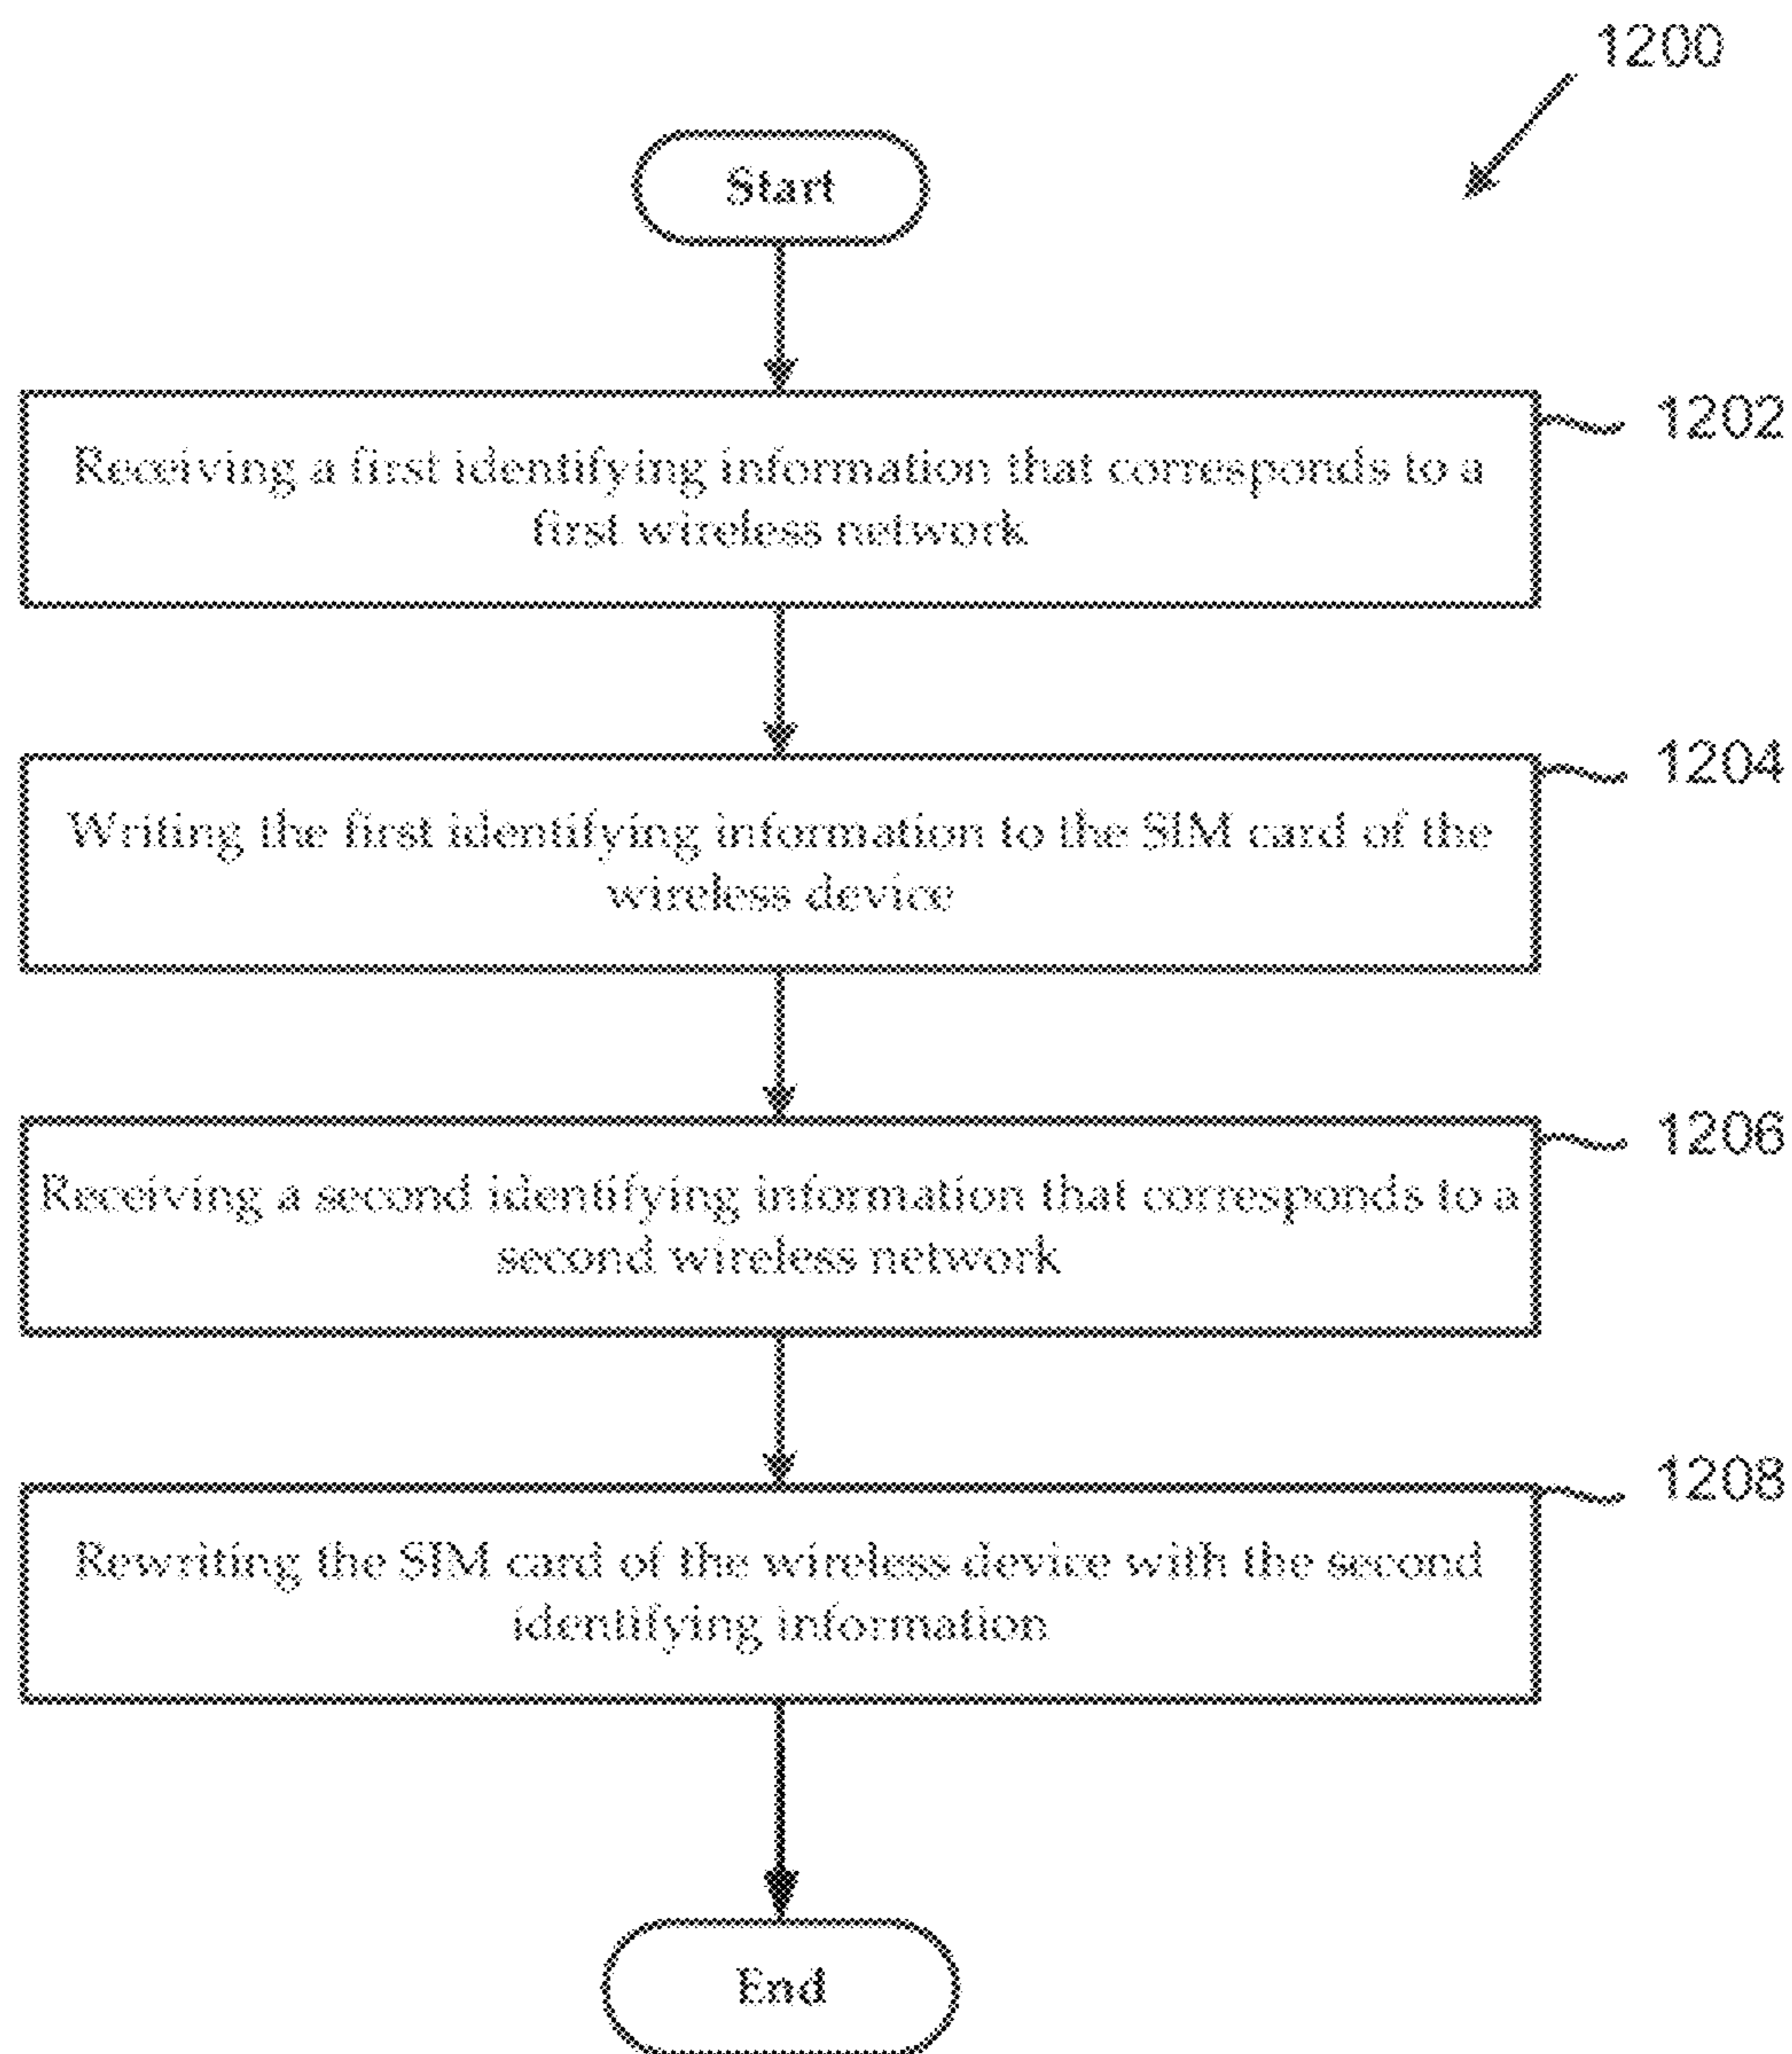 1200
Start
1202
Receiving a first identifying information that corresponds to a
first wireless network
1204
Writing the first identifying information to the SIM card of the
wireless device
1206
Receiving a second identifying information that corresponds to a
second wireless network
1208
Rewriting the SIM card of the wireless device with the second
identifying information
End